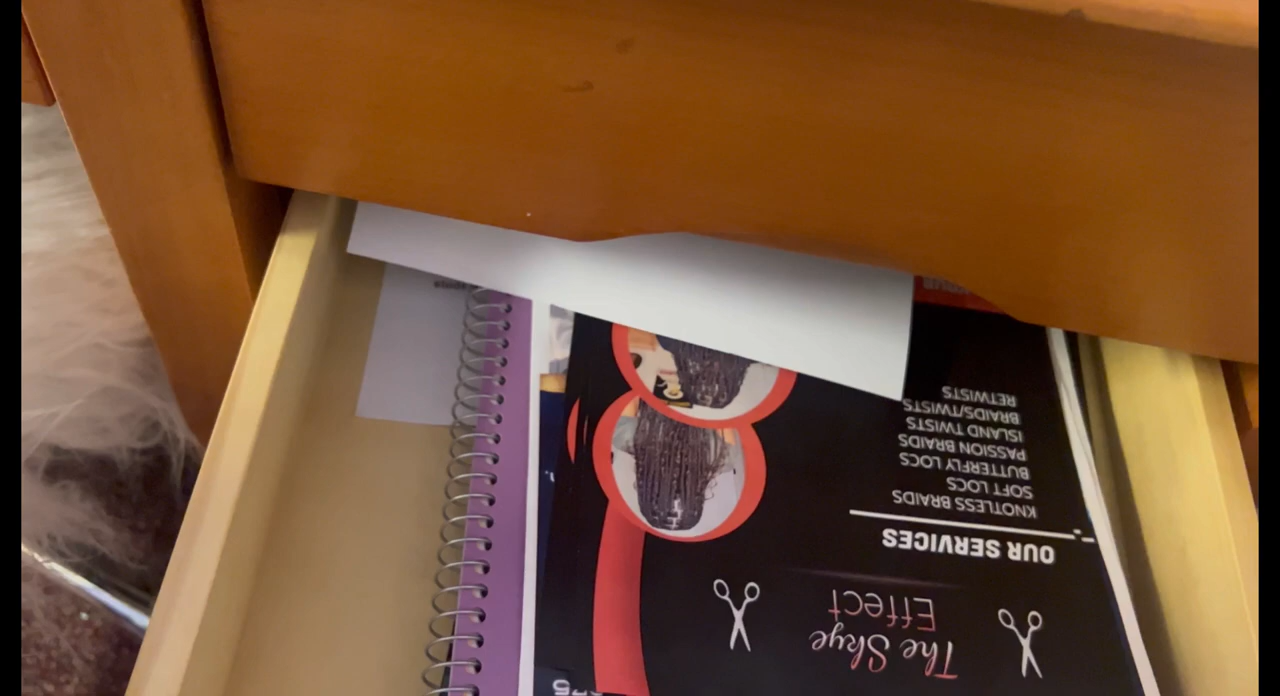 The Skye
Effect
OUR SERVICES
KNOTLESS BRAIDS
SOFT LOCS
BUTTERFLY LOCS
PASSION BRAIDS
ISLAND TWISTS
BRAIDS/TWISTS
RETWISTS